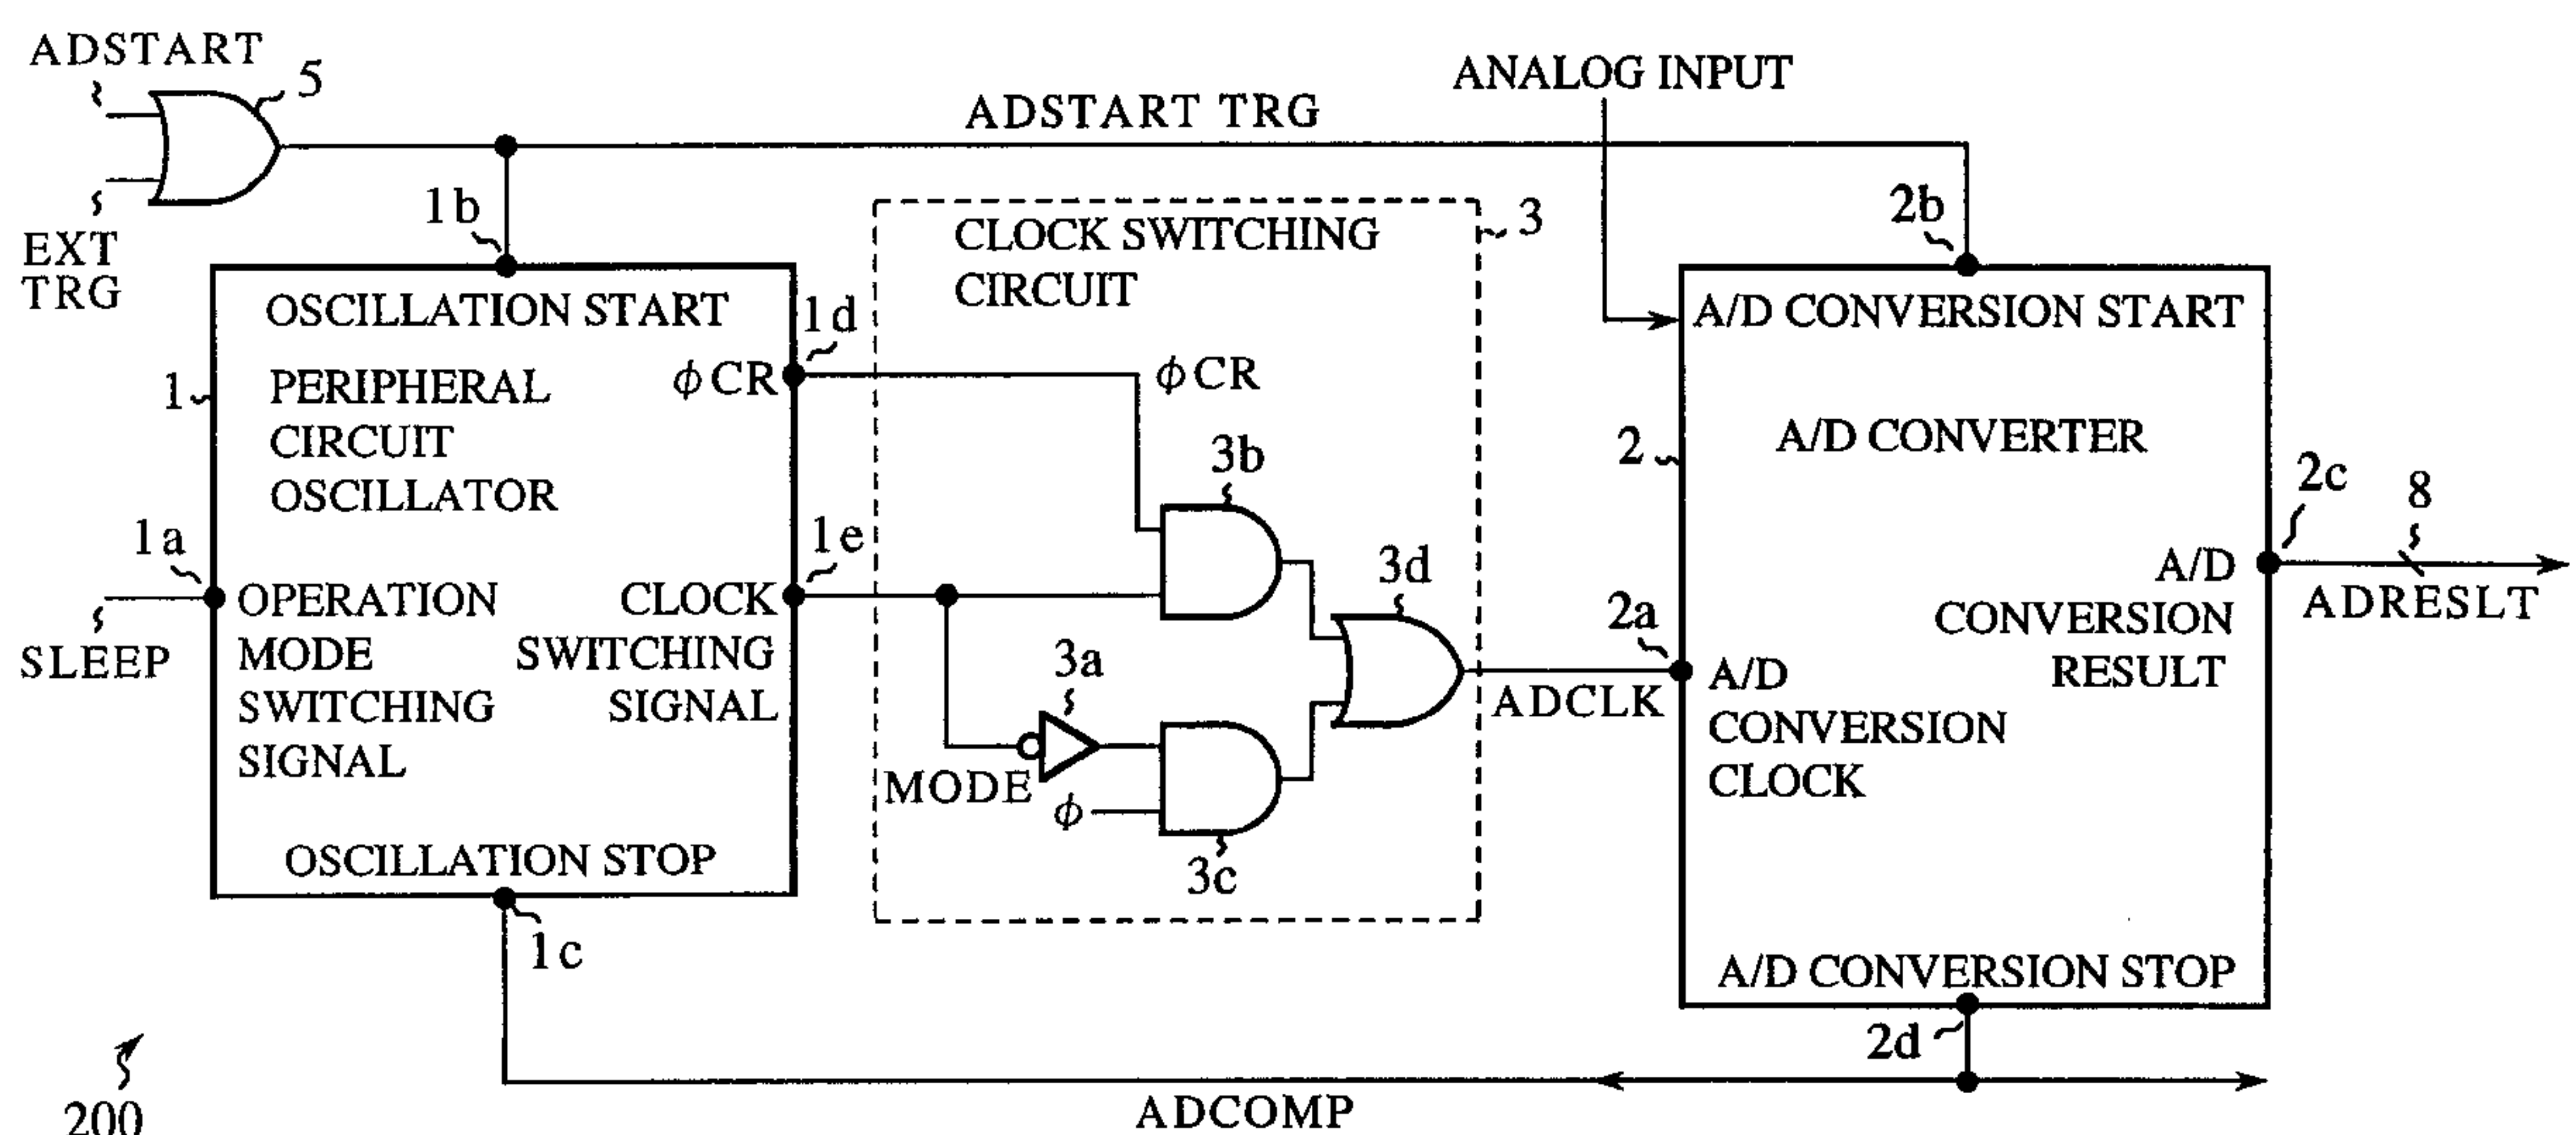 ADSTART
5
EXT
TRG
ADSTART TRG
ANALOG INPUT
1b
2b
CLOCK SWITCHING
CIRCUIT
3
OSCILLATION START
1d
A/D CONVERSION START
1
PERIPHERAL
CIRCUIT
OSCILLATOR
ϕCR
ϕCR
2
A/D CONVERTER
3b
2c
8
1a
1e
3d
2a
OPERATION
MODE
SWITCHING
SIGNAL
CLOCK
SWITCHING
SIGNAL
SLEEP
3a
MODE
ϕ
3c
ADCLK
A/D
CONVERSION
CLOCK
A/D
CONVERSION
RESULT
ADRESLT
OSCILLATION STOP
1c
A/D CONVERSION STOP
2d
200
ADCOMP